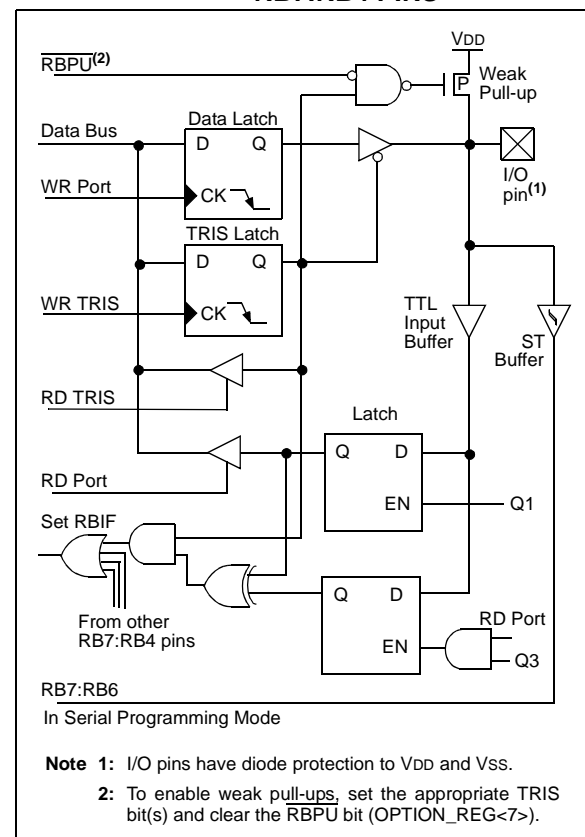 RBPU(2)
VDD
P
Weak
Pull-up
Data Latch
Data Bus
D Q
WR Port
CK
I/O
pin(1)
TRIS Latch
D Q
WR TRIS
CK
TTL
Input
Buffer
ST
Buffer
RD TRIS
Latch
Q D
RD Port
EN
Q1
Set RBIF
Q D
RD Port
EN
Q3
From other
RB7:RB4 pins
RB7:RB6
In Serial Programming Mode
Note 1: I/O pins have diode protection to VDD and VSS.
2: To enable weak pull-ups, set the appropriate TRIS
bit(s) and clear the RBPU bit (OPTION_REG<7>).